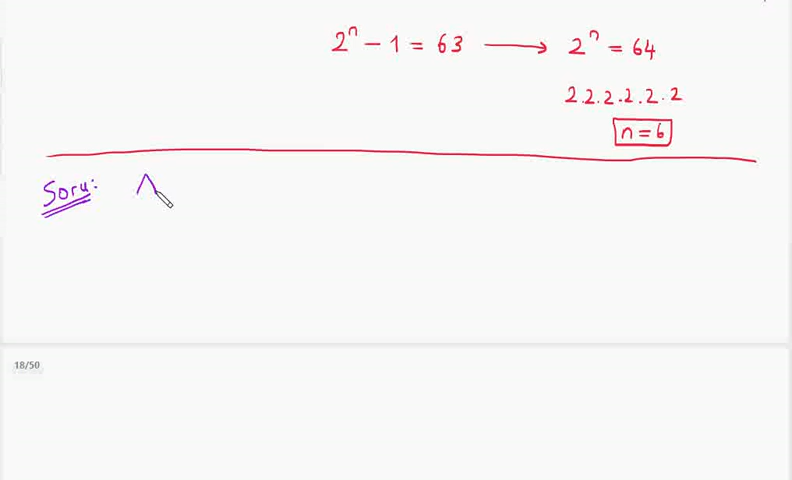 2ⁿ - 1 = 63 → 2ⁿ = 64
2.2.2.2.2.2
n = 6
Soru:
18/50